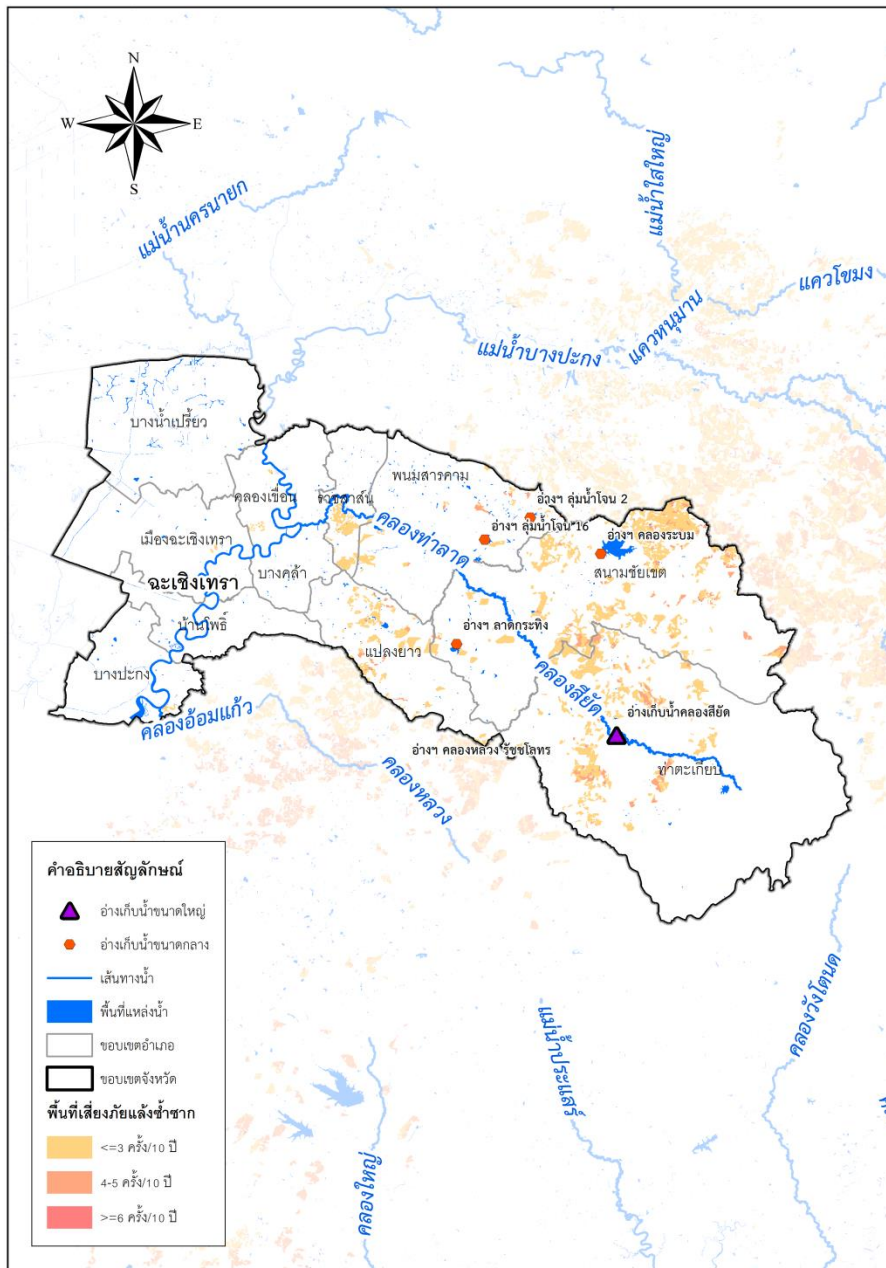 N
W
E
S
แม่น้ำนครนายก
แม่น้ำใสใหญ่
แควโขมง
แควหนุมาน
แม่น้ำบางปะกง
บางน้ำเปรี้ยว
พนมสารคาม
คลองเขื่อน
ราชสาส์น
อ่างฯ ลุ่มน้ำโจน 2
คลองท่าลาด
อ่างฯ ลุ่มน้ำโจน 16
อ่างฯ คลองระบม
เมืองฉะเชิงเทรา
สนามชัยเขต
บางคล้า
ฉะเชิงเทรา
บ้านโพธิ์
อ่างฯ ลาดกระทิง
แปลงยาว
บางปะกง
คลองสียัด
อ่างเก็บน้ำคลองสียัด
คลองอ้อมแก้ว
อ่างฯ คลองหลวง รัชชโลทร
ท่าตะเกียบ
คลองหลวง
คำอธิบายสัญลักษณ์
อ่างเก็บน้ำขนาดใหญ่
อ่างเก็บน้ำขนาดกลาง
เส้นทางน้ำ
พื้นที่แหล่งน้ำ
ขอบเขตอำเภอ
ขอบเขตจังหวัด
พื้นที่เสี่ยงภัยแล้งซ้ำซาก
<=3 ครั้ง/10 ปี
4-5 ครั้ง/10 ปี
>=6 ครั้ง/10 ปี
คลองใหญ่
แม่น้ำประแสร์
คลองวังโตนด